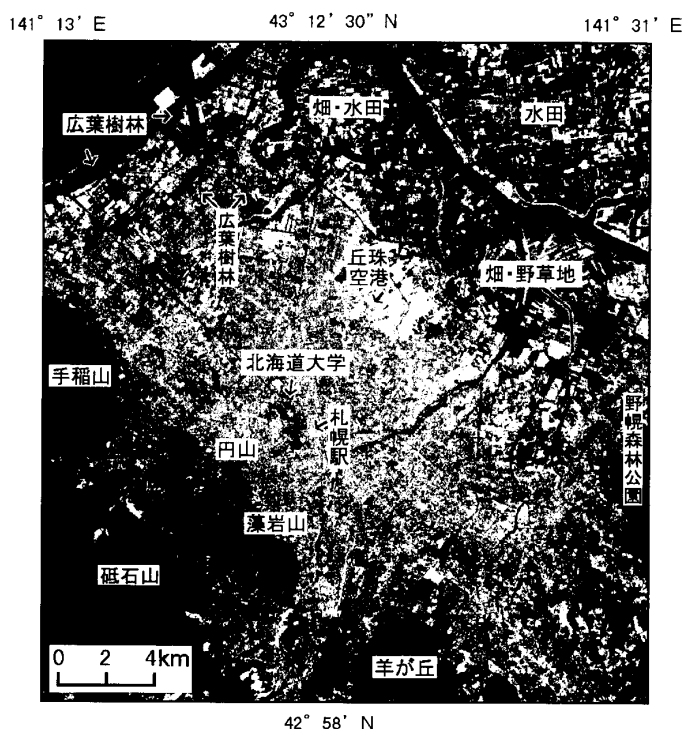 141° 13' E
43° 12' 30" N
141° 31' E
広葉樹林
畑・水田
水田
広葉樹林
丘珠
空港
畑・野草地
北海道大学
手稲山
札幌駅
野幌森林公園
円山
藻岩山
砥石山
0 2 4km
羊が丘
42° 58' N